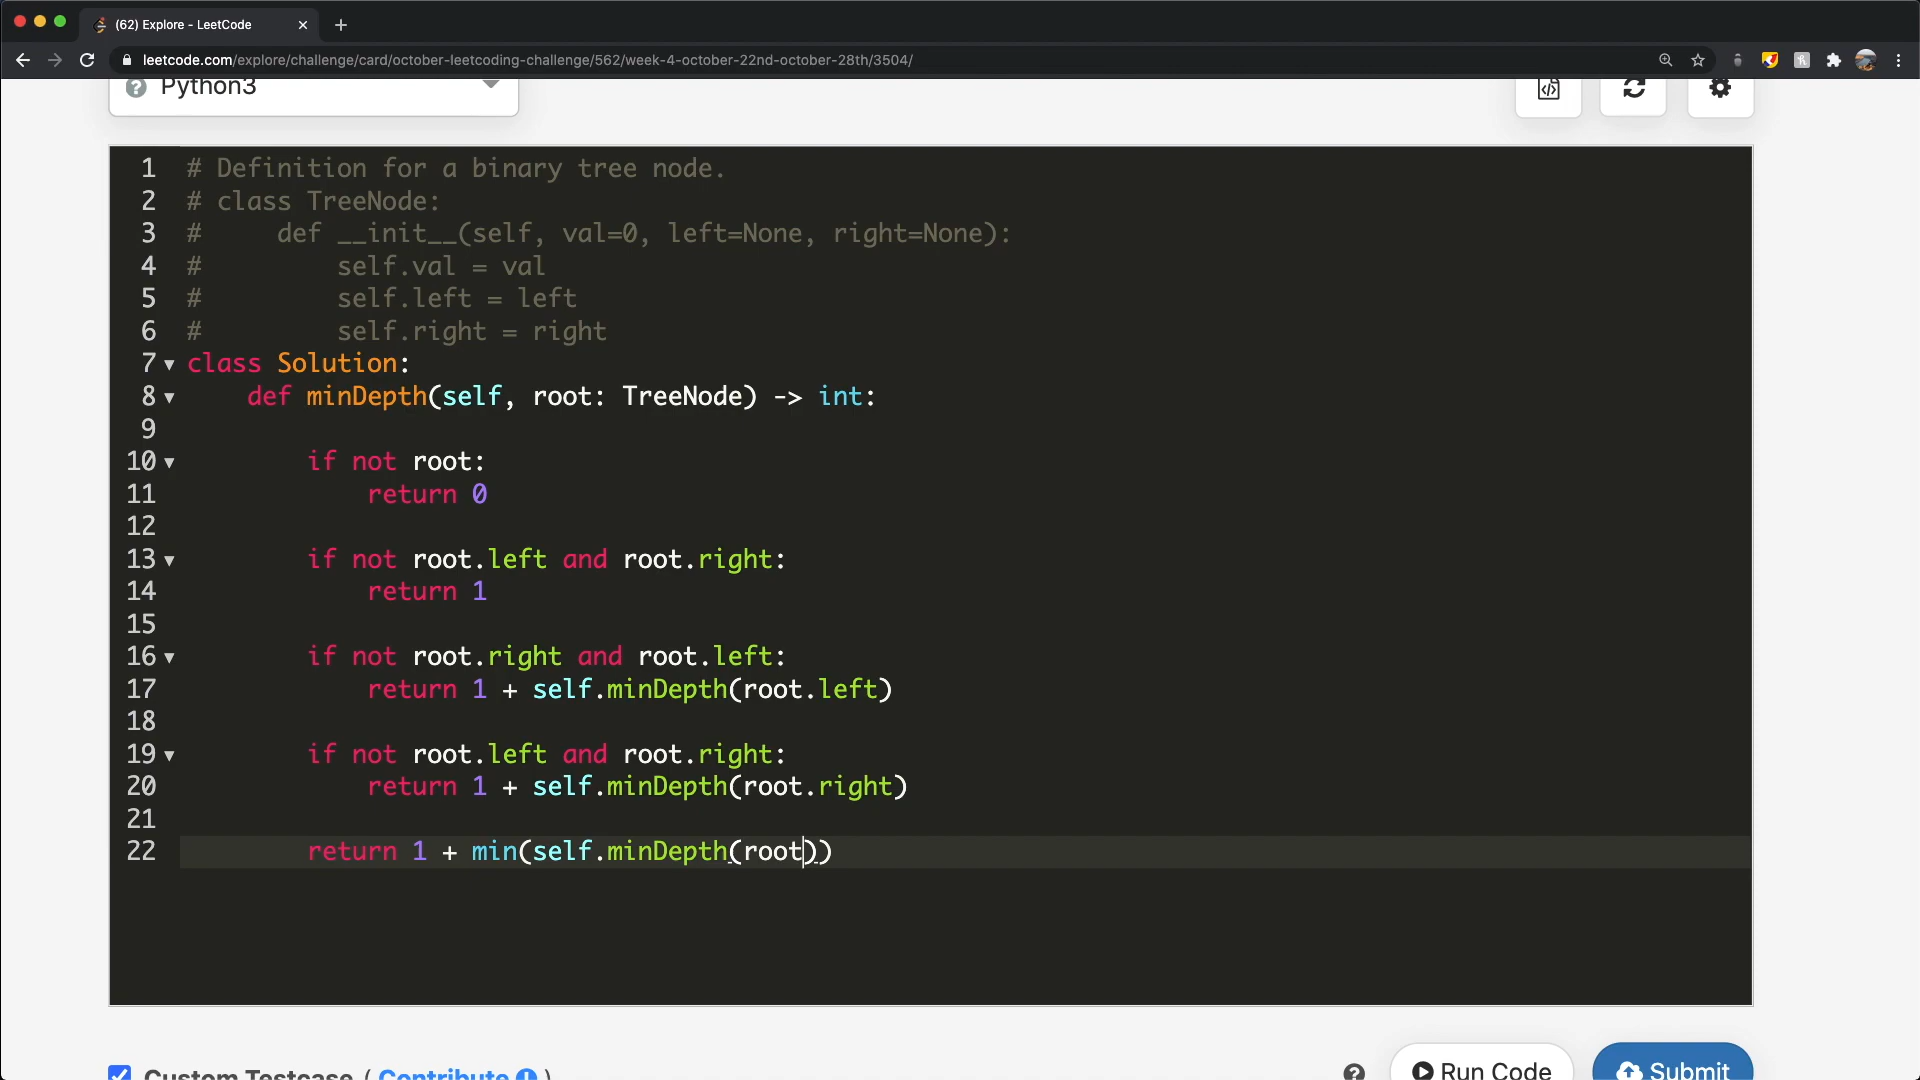 (62) Explore - LeetCode
leetcode.com/explore/challenge/card/october-leetcoding-challenge/562/week-4-october-22nd-october-28th/3504/
Python3
1 # Definition for a binary tree node.
2 # class TreeNode:
3 #     def __init__(self, val=0, left=None, right=None):
4 #         self.val = val
5 #         self.left = left
6 #         self.right = right
7 class Solution:
8     def minDepth(self, root: TreeNode) -> int:
9
10         if not root:
11             return 0
12
13         if not root.left and root.right:
14             return 1
15
16         if not root.right and root.left:
17             return 1 + self.minDepth(root.left)
18
19         if not root.left and root.right:
20             return 1 + self.minDepth(root.right)
21
22         return 1 + min(self.minDepth(root))
Custom Testcase ( Contribute )
Run Code
Submit